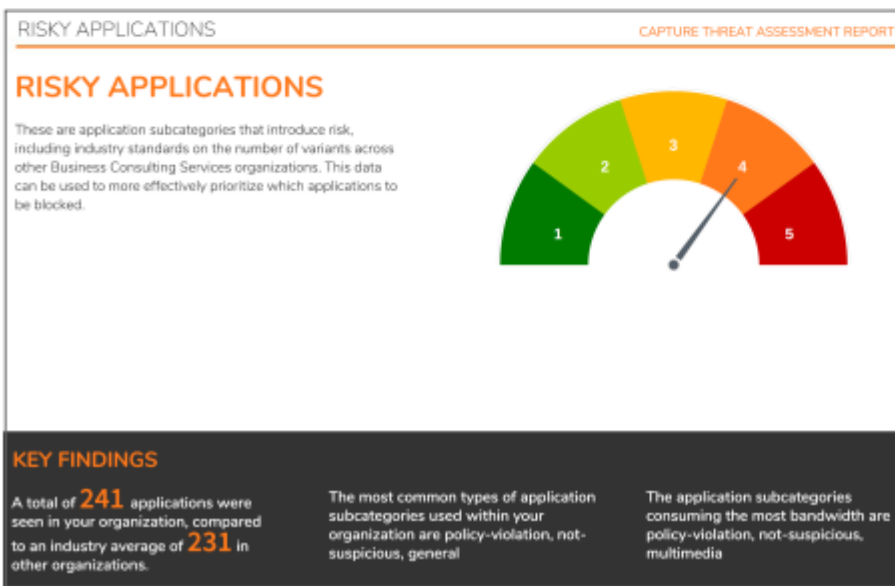 RISKY APPLICATIONS
CAPTURE THREAT ASSESSMENT REPORT
RISKY APPLICATIONS
These are application subcategories that introduce risk,
including industry standards on the number of variants across
other Business Consulting Services organizations. This data
can be used to more effectively prioritize which applications to
be blocked.
1
2
3
4
5
KEY FINDINGS
A total of 241 applications were
seen in your organization, compared
to an industry average of 231 in
other organizations.
The most common types of application
subcategories used within your
organization are policy-violation, not-
suspicious, general
The application subcategories
consuming the most bandwidth are
policy-violation, not-suspicious,
multimedia